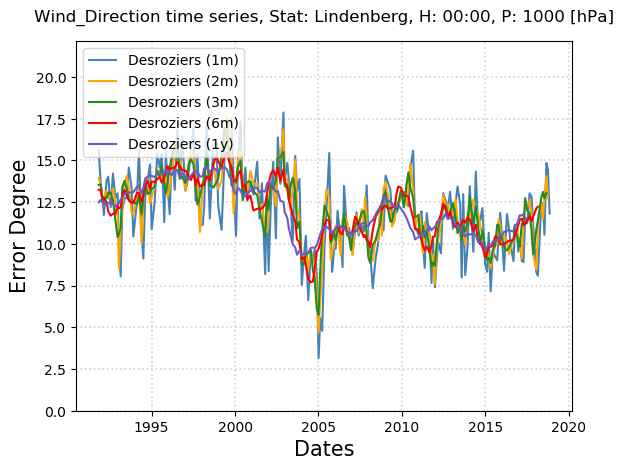 Wind_Direction time series, Stat: Lindenberg, H: 00:00, P: 1000 [hPa]
Desroziers (1m)
Desroziers (2m)
Desroziers (3m)
Desroziers (6m)
Desroziers (1y)
Error Degree
20.0
17.5
15.0
12.5
10.0
7.5
5.0
2.5
0.0
1995 2000 2005 2010 2015 2020
Dates